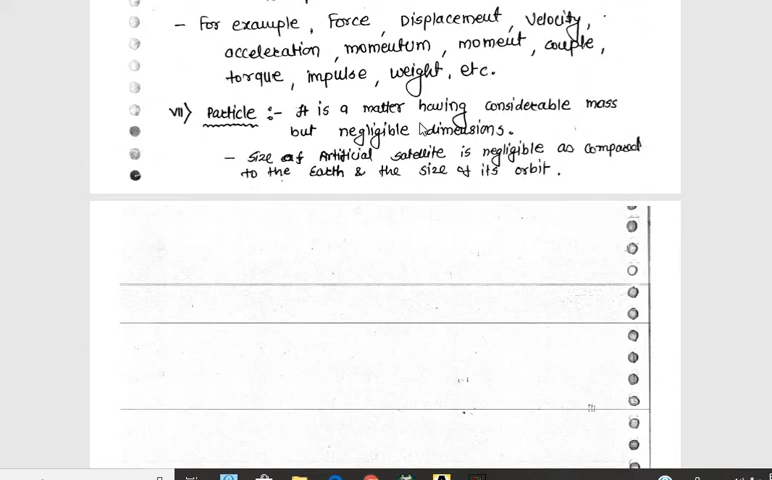 - For example, Force, Displacement, Velocity,
acceleration, momentum, moment, couple,
torque, impulse, weight, etc.
VII) Particle :- It is a matter having considerable mass
but negligible dimensions.
- Size of Artificial satellite is negligible as compared
to the Earth & the size of its orbit.